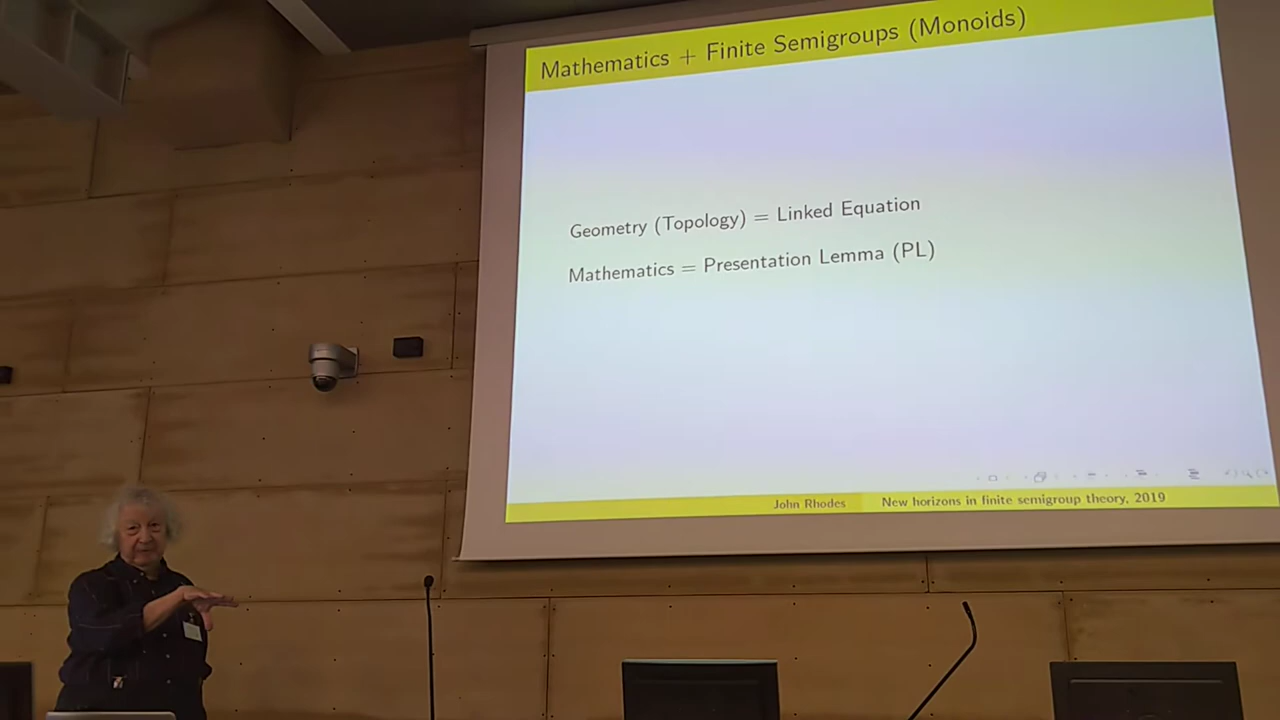 Mathematics + Finite Semigroups (Monoids)
Geometry (Topology) = Linked Equation
Mathematics = Presentation Lemma (PL)
John Rhodes New horizons in finite semigroup theory, 2019